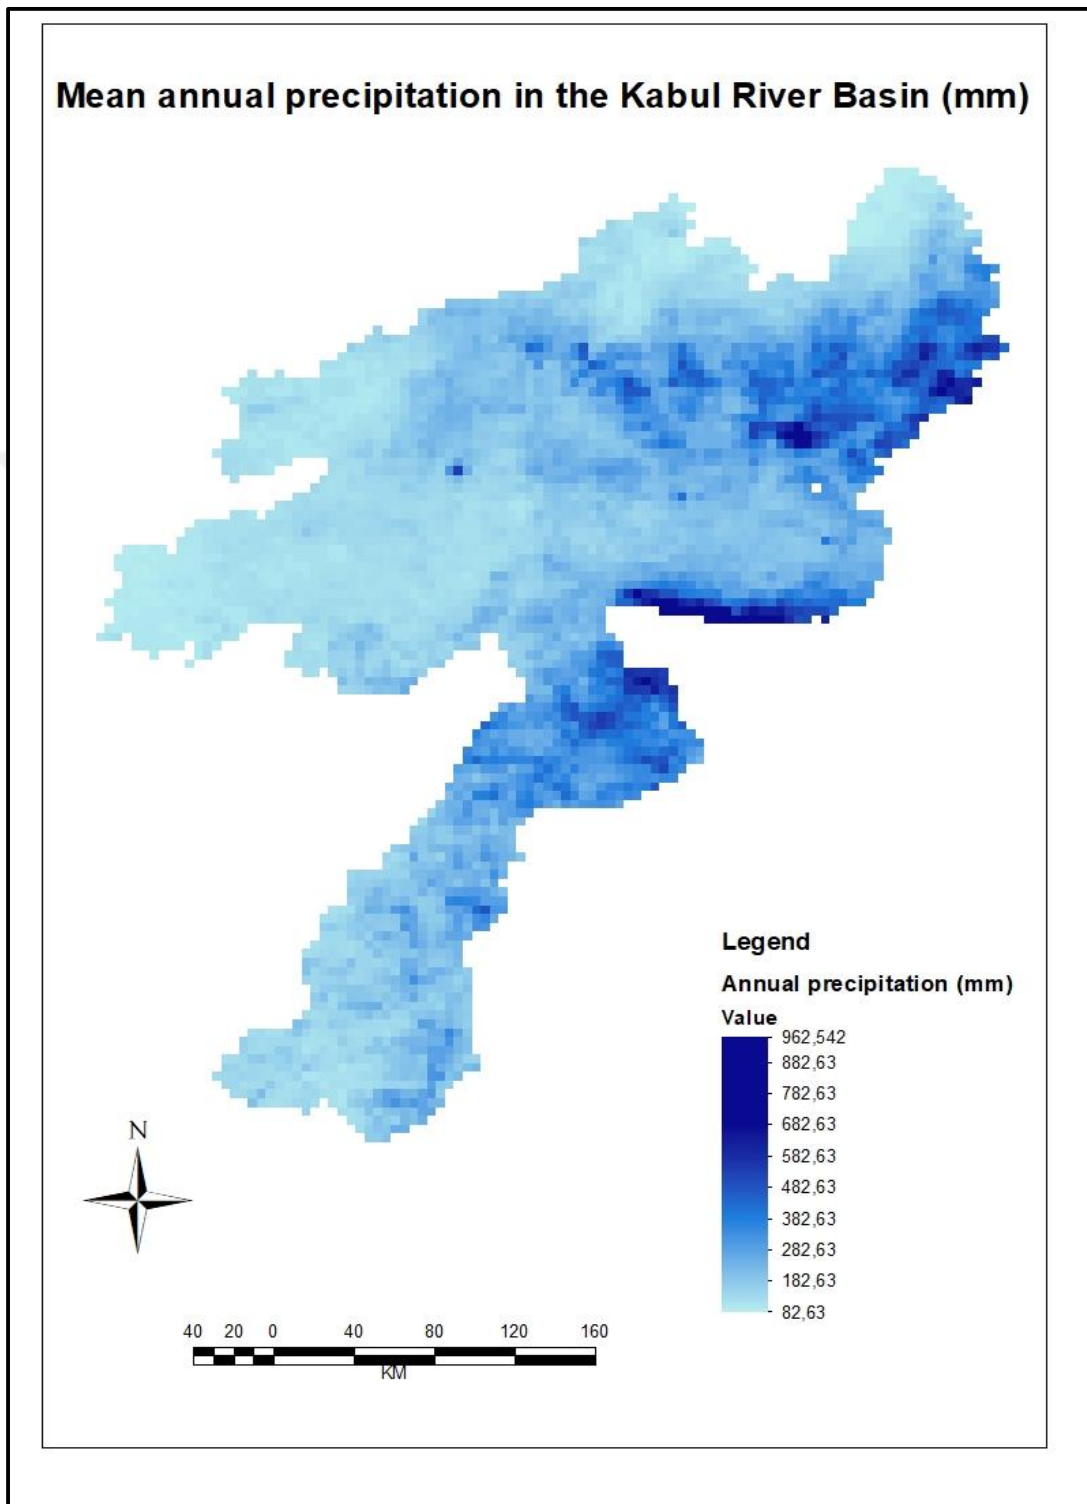 Mean annual precipitation in the Kabul River Basin (mm)
Legend
Annual precipitation (mm)
Value
962,542
882,63
782,63
682,63
582,63
482,63
382,63
282,63
182,63
82,63
N
40 20 0 40 80 120 160
KM